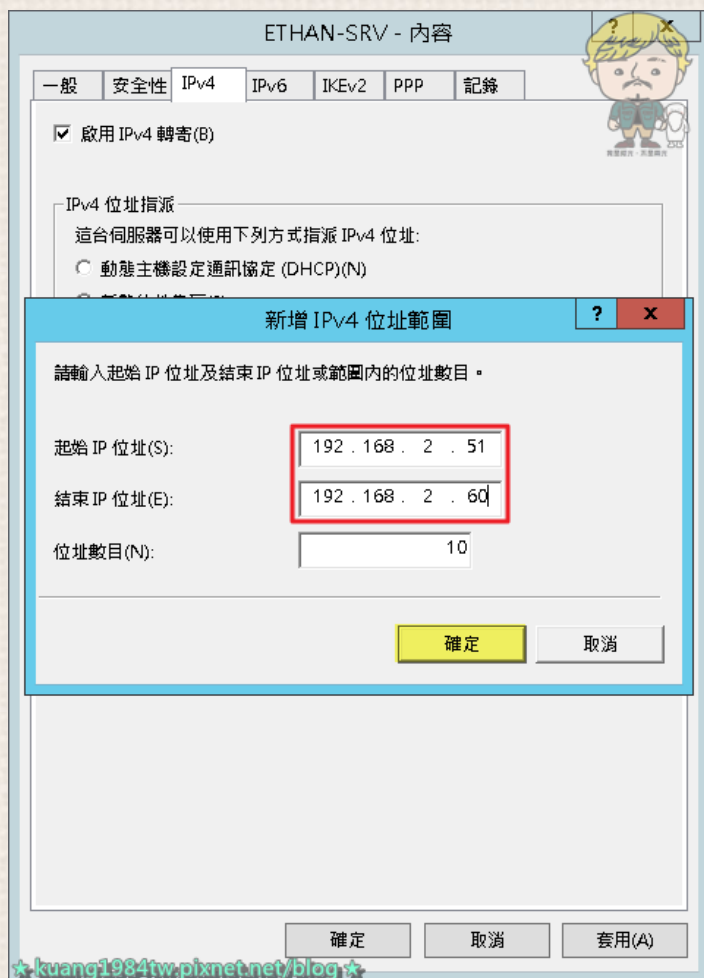 ETHAN-SRV - 內容
? x
一般 安全性 IPv4 IPv6 IKEv2 PPP 記錄
啟用 IPv4 轉寄(B)
IPv4 位址指派
這台伺服器可以使用下列方式指派 IPv4 位址:
動態主機設定通訊協定 (DHCP)(N)
新增 IPv4 位址範圍
? x
請輸入起始 IP 位址及結束 IP 位址或範圍內的位址數目。
起始 IP 位址(S): 192 . 168 . 2 . 51
結束 IP 位址(E): 192 . 168 . 2 . 60
位址數目(N): 10
確定 取消
確定 取消 套用(A)
★ kuang1984tw.pixnet.net/blog ★